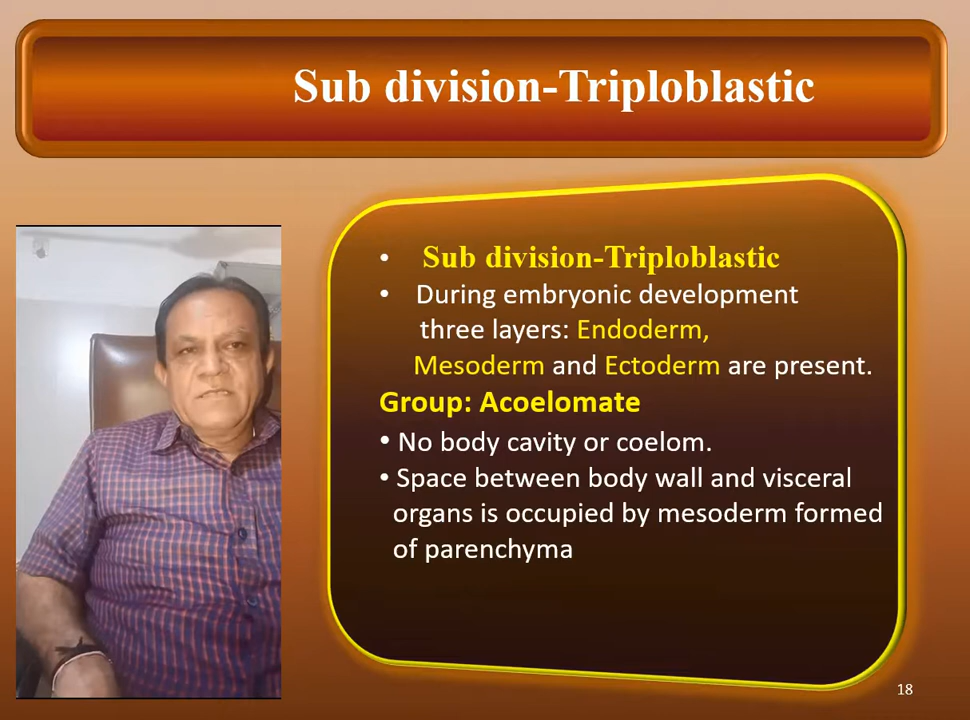 Sub division-Triploblastic
• Sub division-Triploblastic
• During embryonic development
three layers: Endoderm,
Mesoderm and Ectoderm are present.
Group: Acoelomate
• No body cavity or coelom.
• Space between body wall and visceral
organs is occupied by mesoderm formed
of parenchyma
18